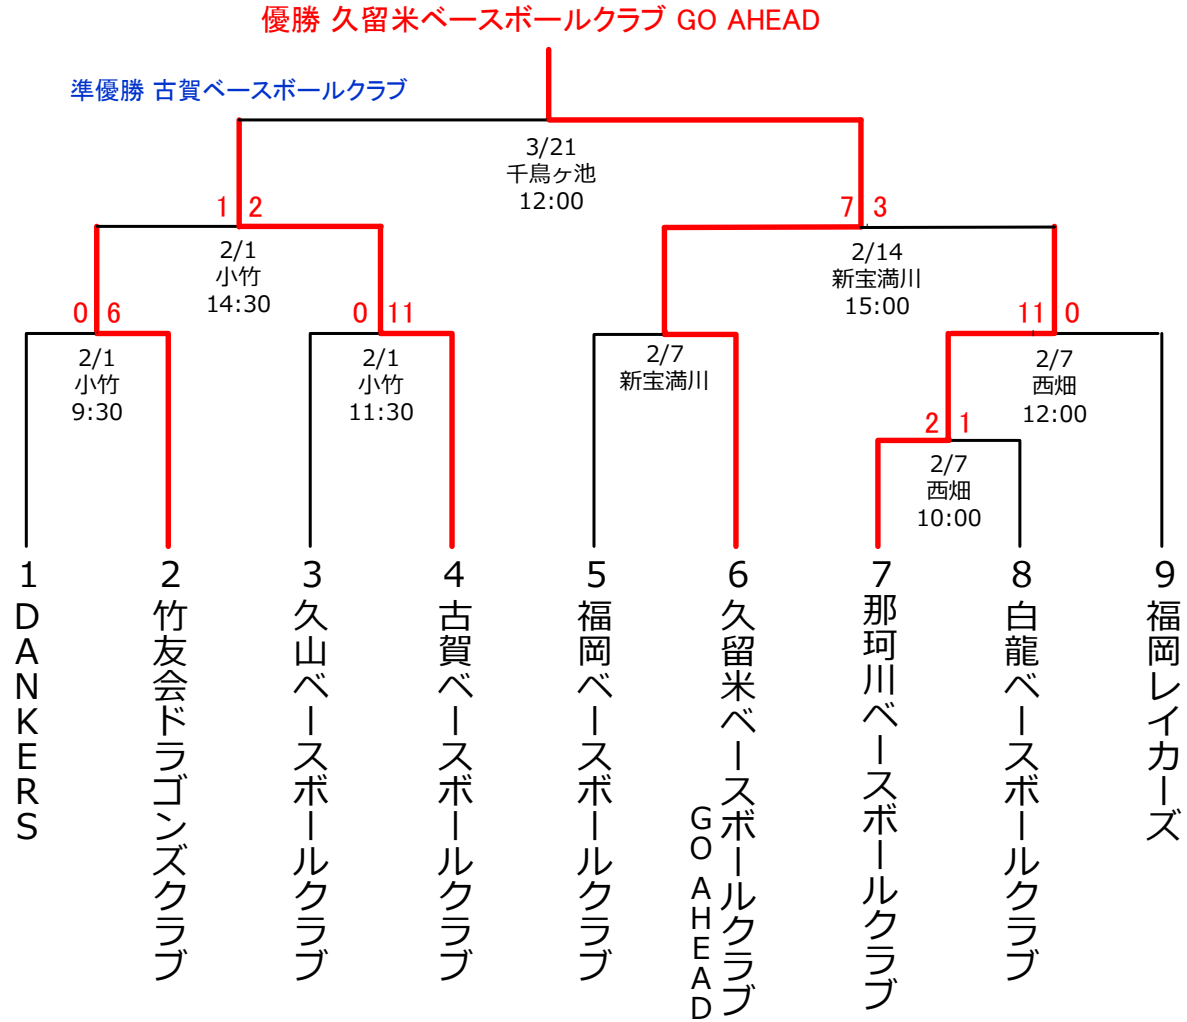 優勝 久留米ベースボールクラブ GO AHEAD
準優勝 古賀ベースボールクラブ
3/21
千鳥ヶ池
12:00
1 2
2/1
小竹
14:30
7 3
2/14
新宝満川
15:00
0 6
2/1
小竹
9:30
0 11
2/1
小竹
11:30
2/7
新宝満川
11 0
2/7
西畑
12:00
2 1
2/7
西畑
10:00
1
DANKERS
2
竹友会ドラゴンズクラブ
3
久山ベースボールクラブ
4
古賀ベースボールクラブ
5
福岡ベースボールクラブ
6
久留米ベースボールクラブ
GO AHEAD
7
那珂川ベースボールクラブ
8
白龍ベースボールクラブ
9
福岡レイカーズ